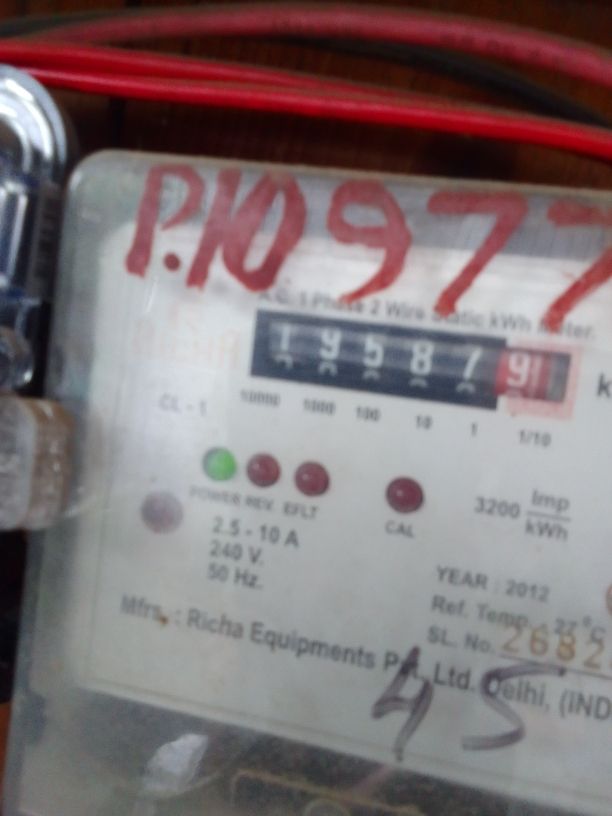 P.10977
A.C. 1 Phase 2 Wire Static kWh Meter.
19587 9
k
10000 1000 100 10 1 1/10
CL - 1
POWER REV. EFLT
CAL
3200 Imp
kWh
2.5 - 10 A
240 V.
50 Hz.
YEAR : 2012
Ref. Temp. : 27 °C
SL. No. 2682
Mfrs. : Richa Equipments Pvt. Ltd. Delhi, (IND
45